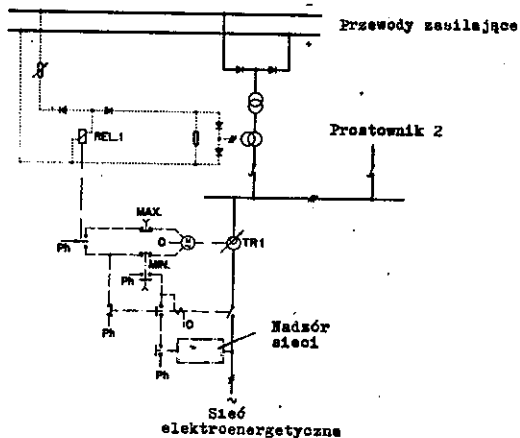 -
Przewody zasilające
+
Prostownik 2
REL.1
MAX.
Ph
O
M
TR1
MIN.
Ph
Ph
O
Ph
Nadzór
sieci
~
Sieć
elektroenergetyczna